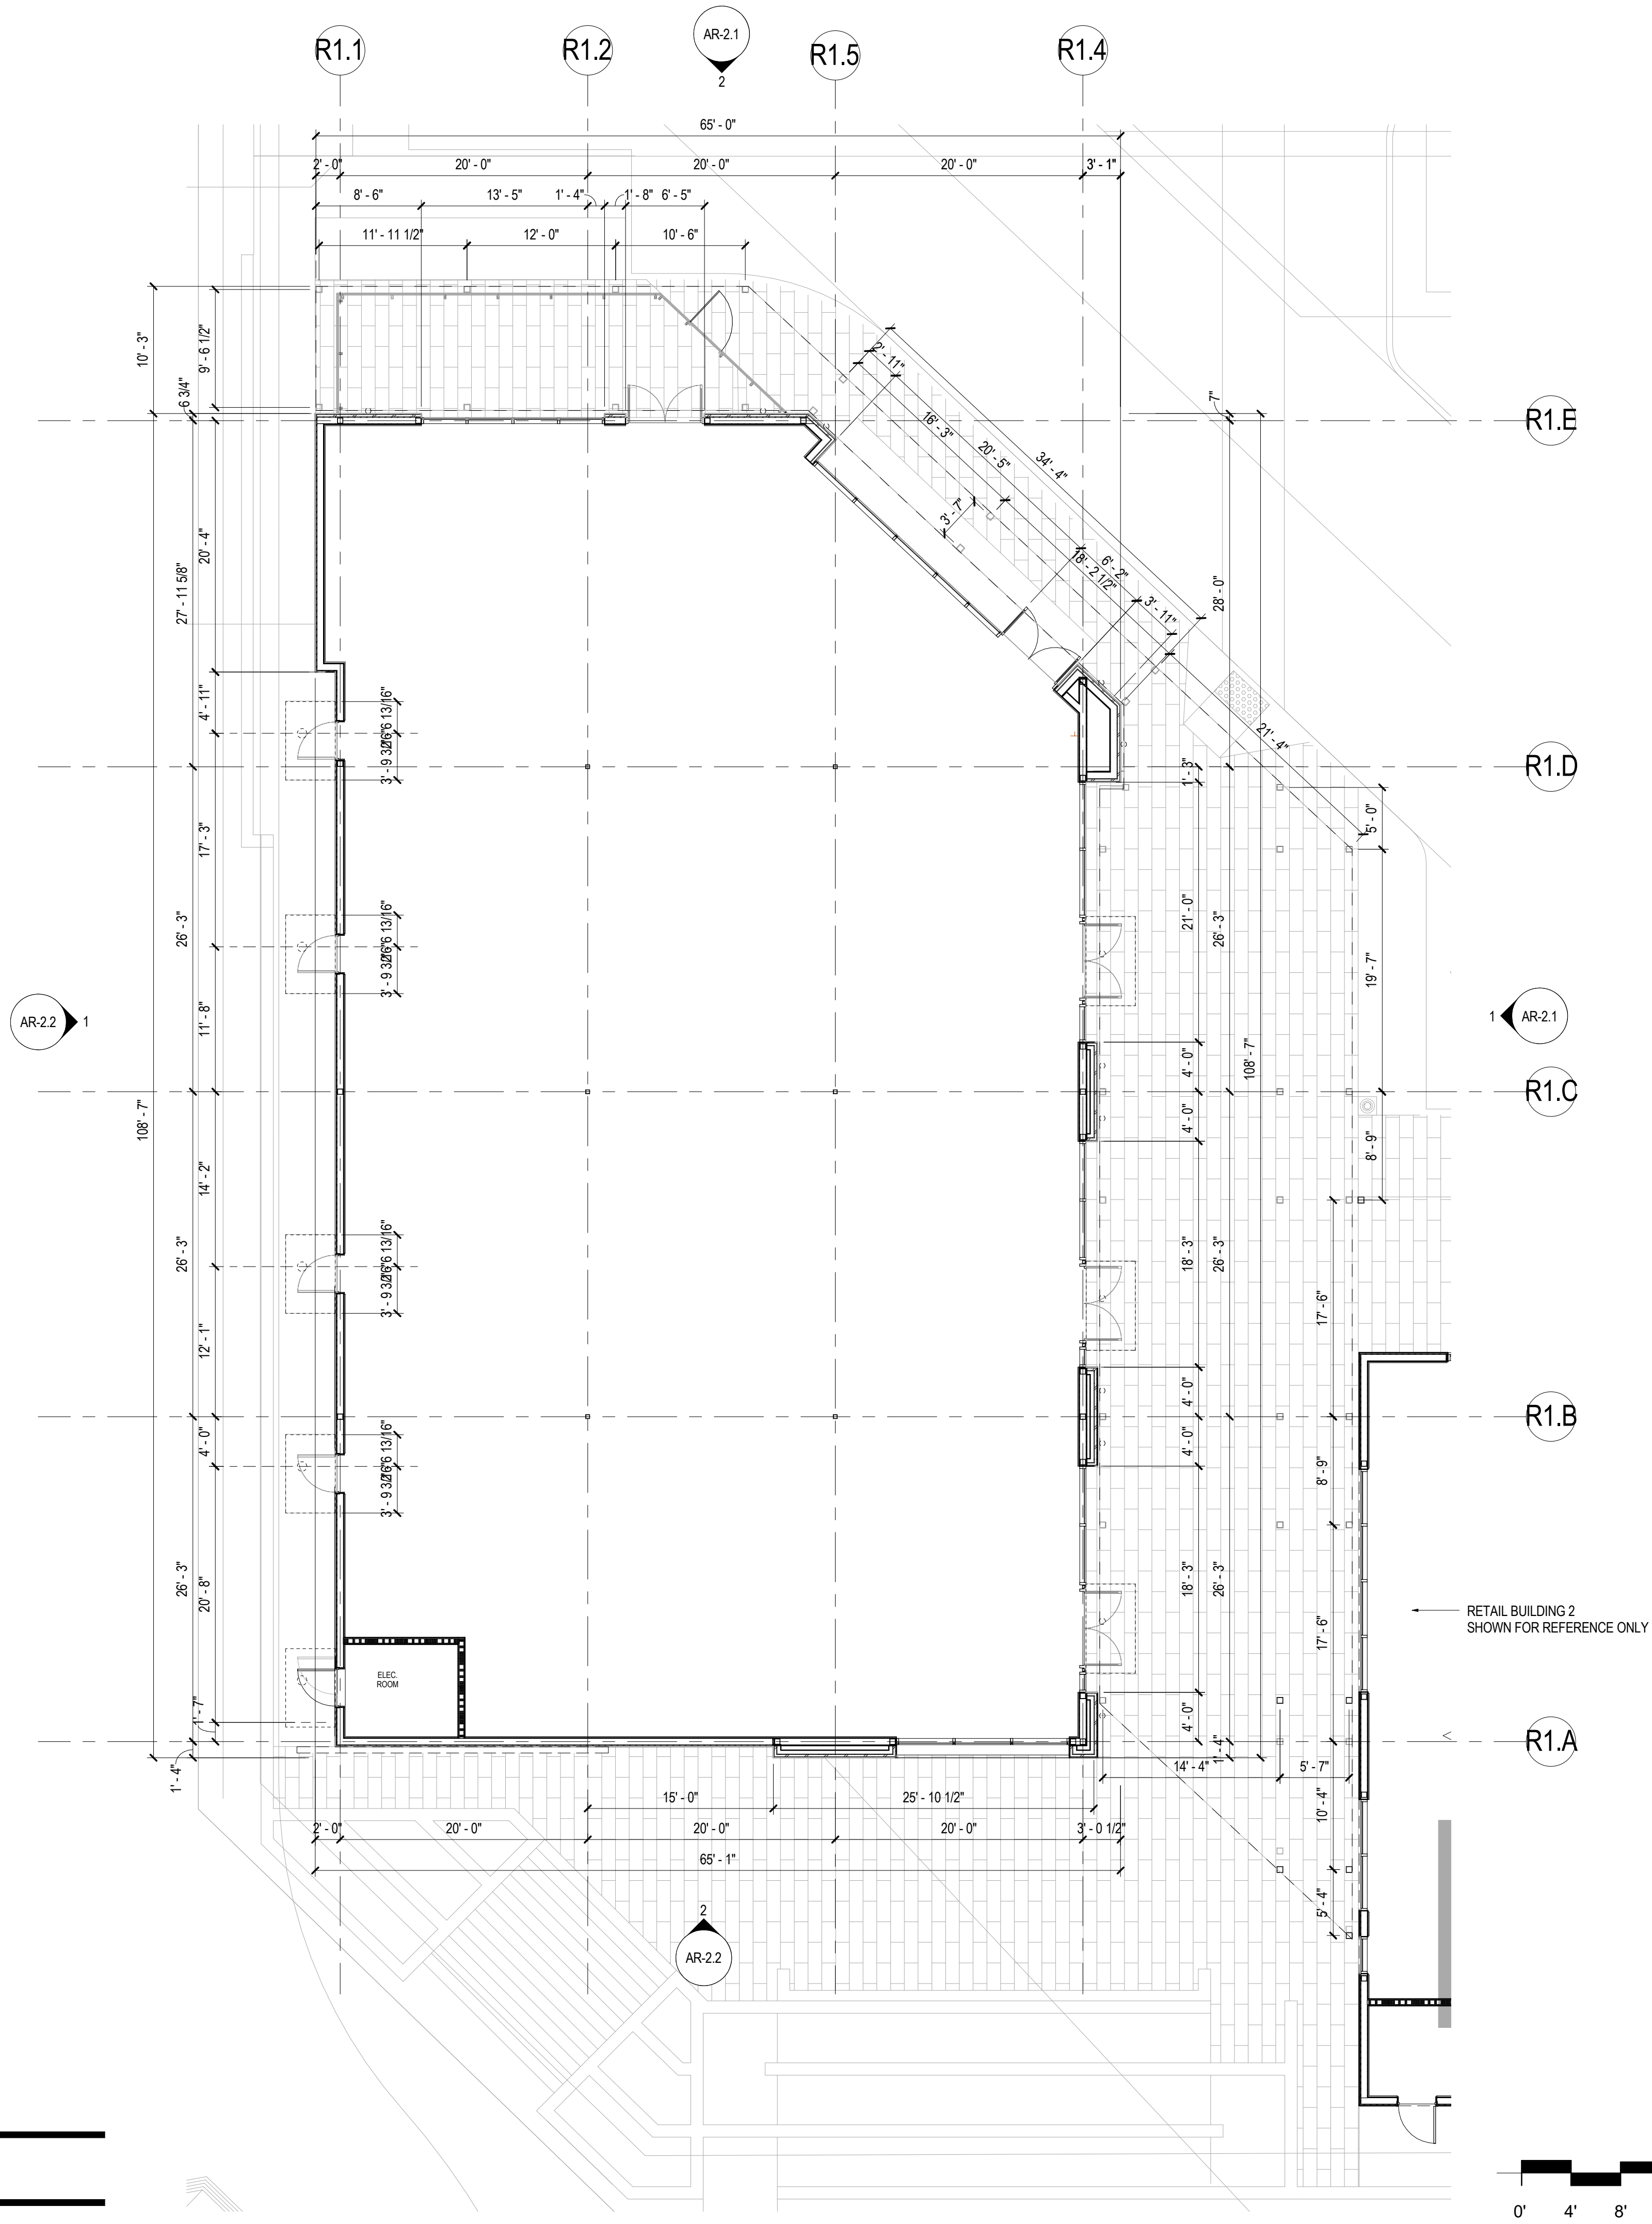 AR-2.1
2
R1.1
R1.2
R1.5
R1.4
65' - 0"
2' - 0"
20' - 0"
20' - 0"
20' - 0"
3' - 1"
8' - 6"
13' - 5"
1' - 4"
1' - 8"
6' - 5"
11' - 11 1/2"
12' - 0"
10' - 6"
10' - 3"
9' - 6 1/2"
6 3/4"
2' - 11"
16' - 3"
20' - 5"
34' - 4"
3' - 7"
6' - 2"
18' - 2 1/2"
3' - 11"
21' - 4"
7"
28' - 0"
R1.E
20' - 4"
27' - 11 5/8"
4' - 11"
R1.D
1' - 3"
5' - 0"
17' - 3"
26' - 3"
21' - 0"
26' - 3"
19' - 7"
11' - 8"
AR-2.2
1
1
AR-2.1
4' - 0"
108' - 7"
R1.C
108' - 7"
4' - 0"
8' - 9"
14' - 2"
26' - 3"
18' - 3"
26' - 3"
17' - 6"
12' - 1"
4' - 0"
R1.B
4' - 0"
4' - 0"
8' - 9"
26' - 3"
20' - 8"
18' - 3"
26' - 3"
17' - 6"
RETAIL BUILDING 2
SHOWN FOR REFERENCE ONLY
ELEC.
ROOM
1' - 7"
4' - 0"
R1.A
1' - 4"
1' - 4"
14' - 4"
5' - 7"
15' - 0"
25' - 10 1/2"
10' - 4"
2' - 0"
20' - 0"
20' - 0"
20' - 0"
3' - 0 1/2"
65' - 1"
5' - 4"
2
AR-2.2
0'
4'
8'